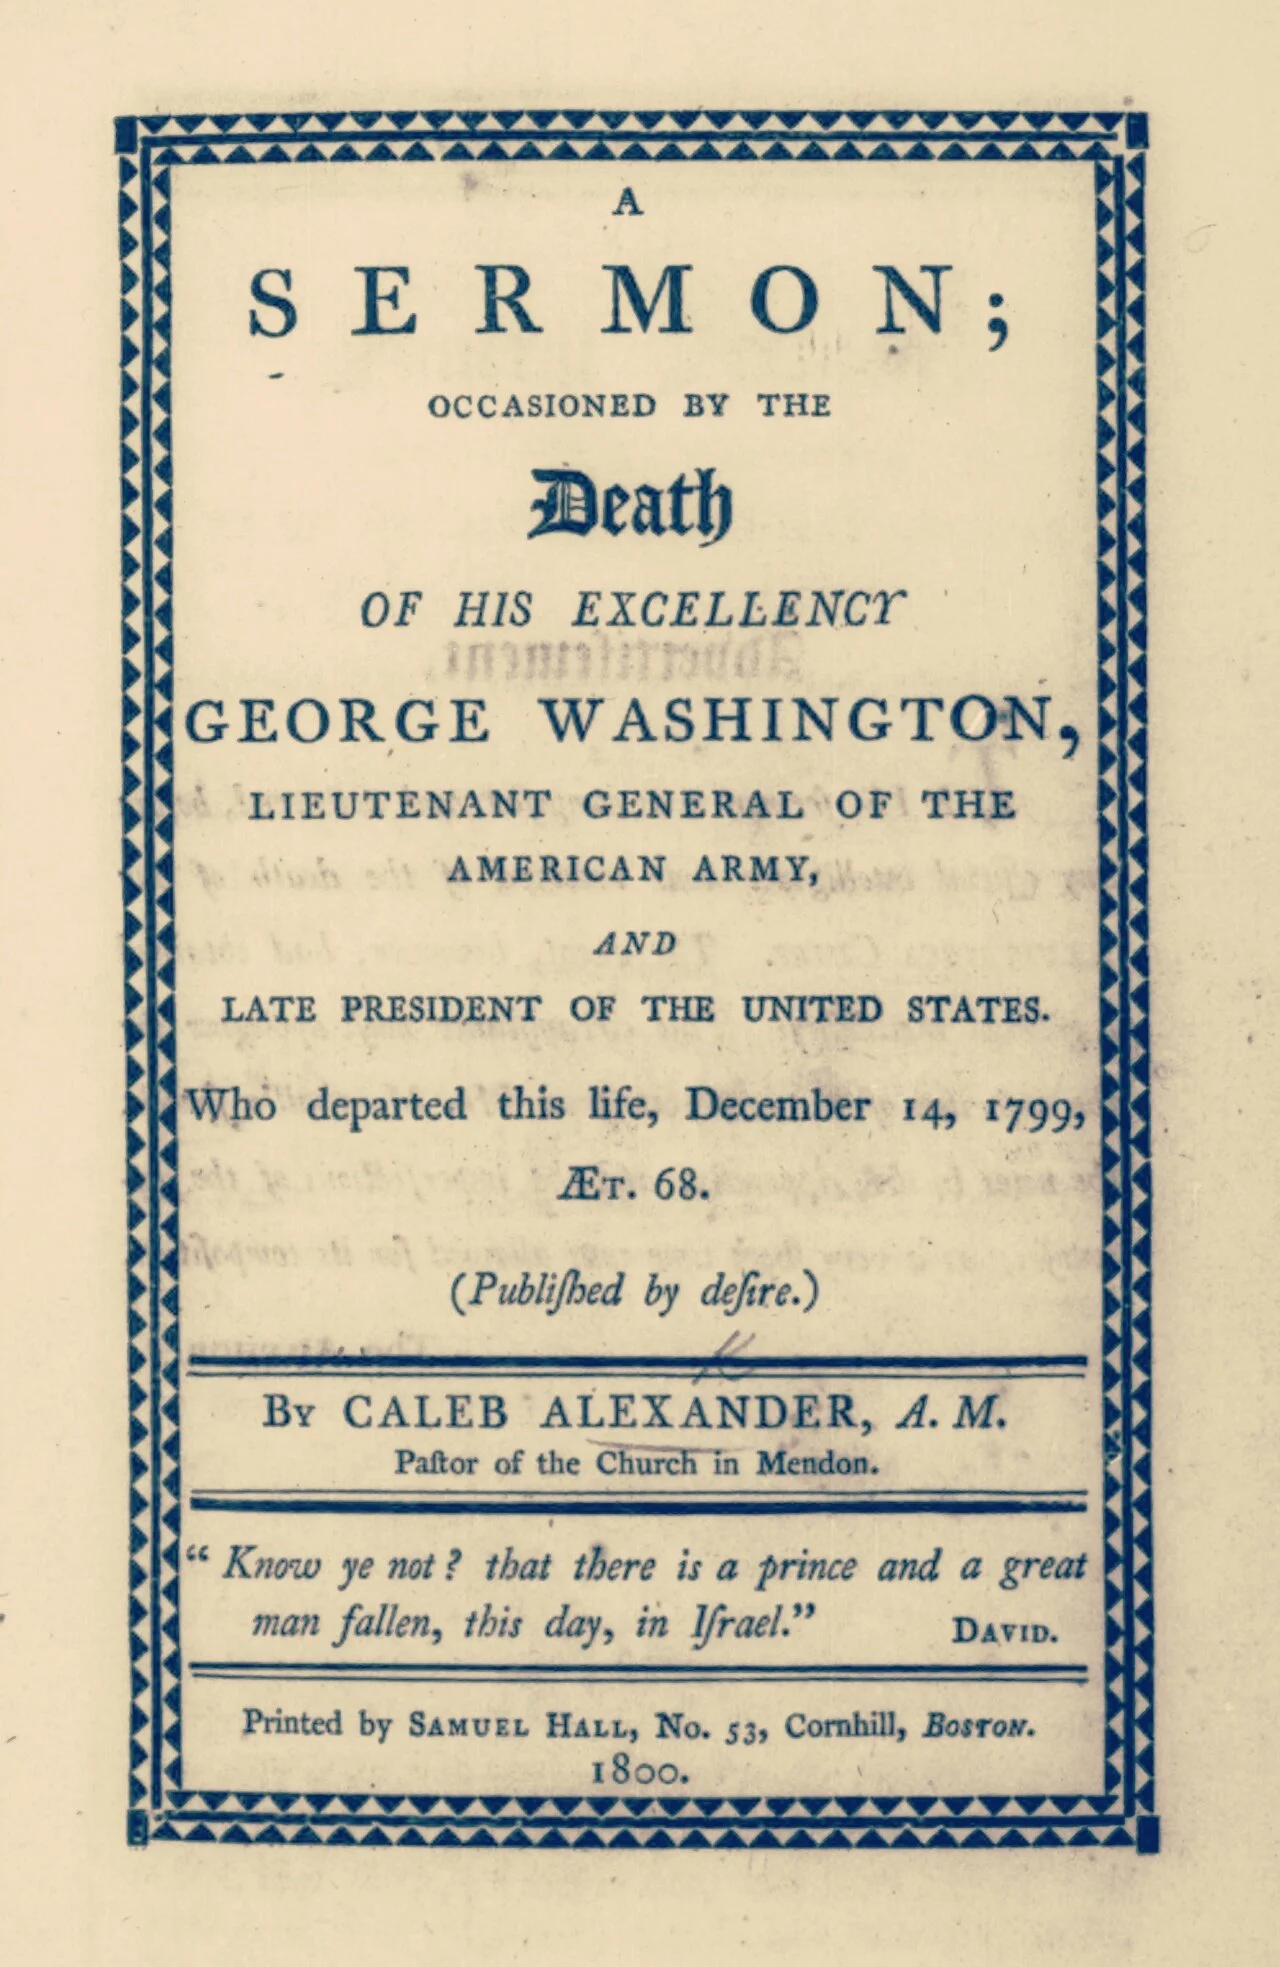 A
SERMON;
OCCASIONED BY THE
Death
OF HIS EXCELLENCY
GEORGE WASHINGTON,
LIEUTENANT GENERAL OF THE
AMERICAN ARMY,
AND
LATE PRESIDENT OF THE UNITED STATES.
Who departed this life, December 14, 1799,
ÆT. 68.
(Publiſhed by deſire.)
BY CALEB ALEXANDER, A. M.
Paſtor of the Church in Mendon.
“ Know ye not? that there is a prince and a great
man fallen, this day, in Iſrael.” DAVID.
Printed by SAMUEL HALL, No. 53, Cornhill, BOSTON.
1800.